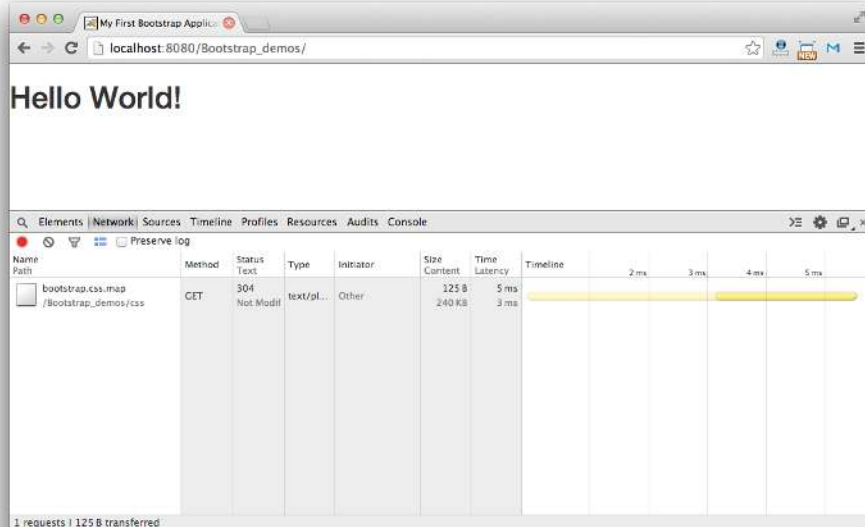 My First Bootstrap Applic
localhost:8080/Bootstrap_demos/
NEW
Hello World!
Elements Network Sources Timeline Profiles Resources Audits Console
Preserve log
Name Method Status Type Initiator Size Time Timeline
Path Text Content Latency
2 ms 3 ms 4 ms 5 ms
bootstrap.css.map GET 304 text/pl... Other 125 B 5 ms
/Bootstrap_demos/css Not Modif 240 KB 3 ms
1 requests | 125 B transferred